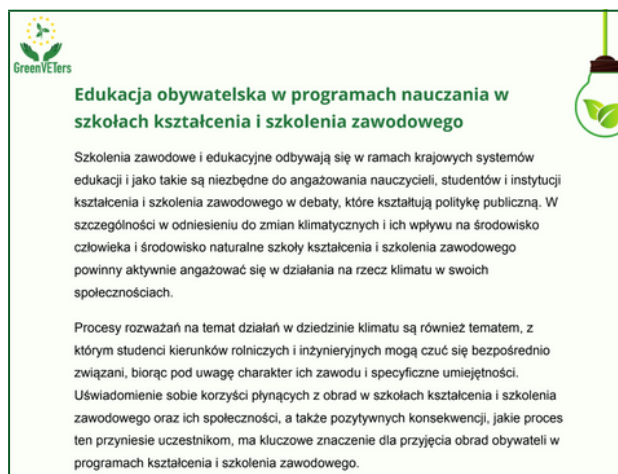 GreenVETers
Edukacja obywatelska w programach nauczania w
szkołach kształcenia i szkolenia zawodowego
Szkolenia zawodowe i edukacyjne odbywają się w ramach krajowych systemów
edukacji i jako takie są niezbędne do angażowania nauczycieli, studentów i instytucji
kształcenia i szkolenia zawodowego w debaty, które kształtują politykę publiczną. W
szczególności w odniesieniu do zmian klimatycznych i ich wpływu na środowisko
człowieka i środowisko naturalne szkoły kształcenia i szkolenia zawodowego
powinny aktywnie angażować się w działania na rzecz klimatu w swoich
społecznościach.
Procesy rozważań na temat działań w dziedzinie klimatu są również tematem, z
którym studenci kierunków rolniczych i inżynieryjnych mogą czuć się bezpośrednio
związani, biorąc pod uwagę charakter ich zawodu i specyficzne umiejętności.
Uświadomienie sobie korzyści płynących z obrad w szkołach kształcenia i szkolenia
zawodowego oraz ich społeczności, a także pozytywnych konsekwencji, jakie proces
ten przyniesie uczestnikom, ma kluczowe znaczenie dla przyjęcia obrad obywateli w
programach kształcenia i szkolenia zawodowego.